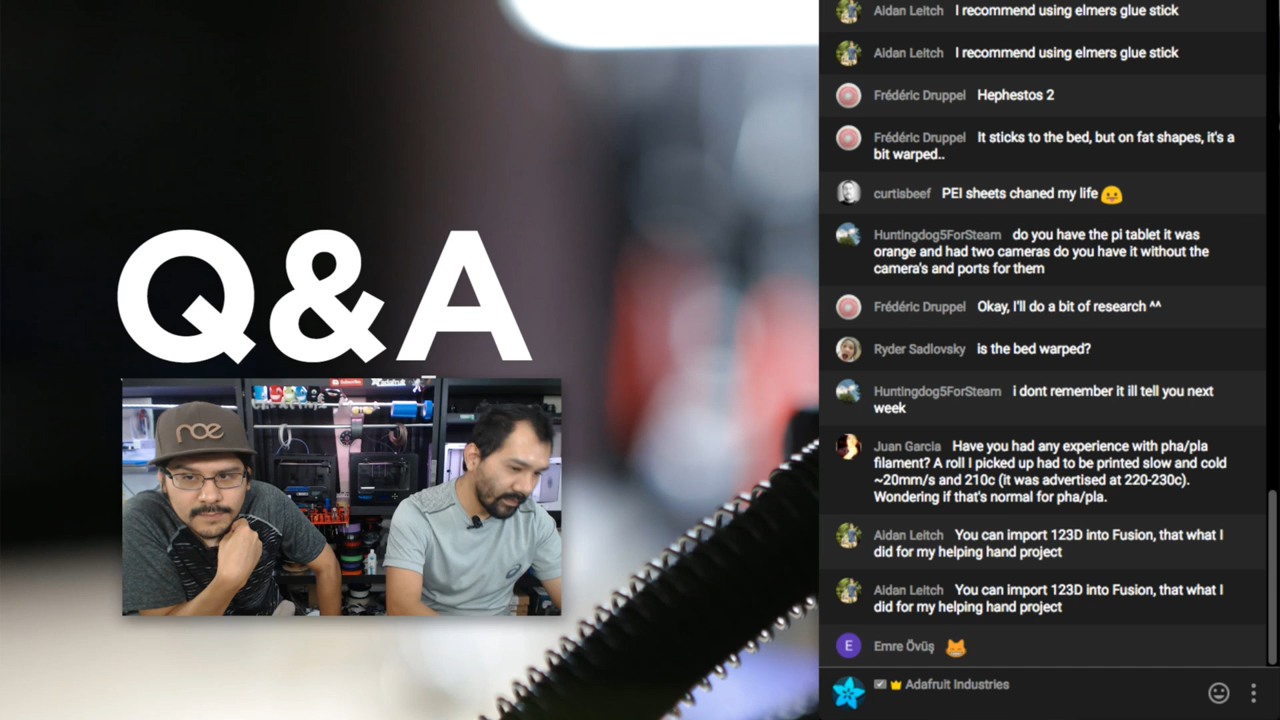 Q&A
Subscribe
Adafruit
noe
Aidan Leitch I recommend using elmers glue stick
Aidan Leitch I recommend using elmers glue stick
Frédéric Druppel Hephestos 2
Frédéric Druppel It sticks to the bed, but on fat shapes, it's a
bit warped..
curtisbeef PEI sheets chaned my life
Huntingdog5ForSteam do you have the pi tablet it was
orange and had two cameras do you have it without the
camera's and ports for them
Frédéric Druppel Okay, I'll do a bit of research ^^
Ryder Sadlovsky is the bed warped?
Huntingdog5ForSteam i dont remember it ill tell you next
week
Juan Garcia Have you had any experience with pha/pla
filament? A roll I picked up had to be printed slow and cold
~20mm/s and 210c (it was advertised at 220-230c).
Wondering if that's normal for pha/pla.
Aidan Leitch You can import 123D into Fusion, that what I
did for my helping hand project
Aidan Leitch You can import 123D into Fusion, that what I
did for my helping hand project
E Emre Övüş
Adafruit Industries